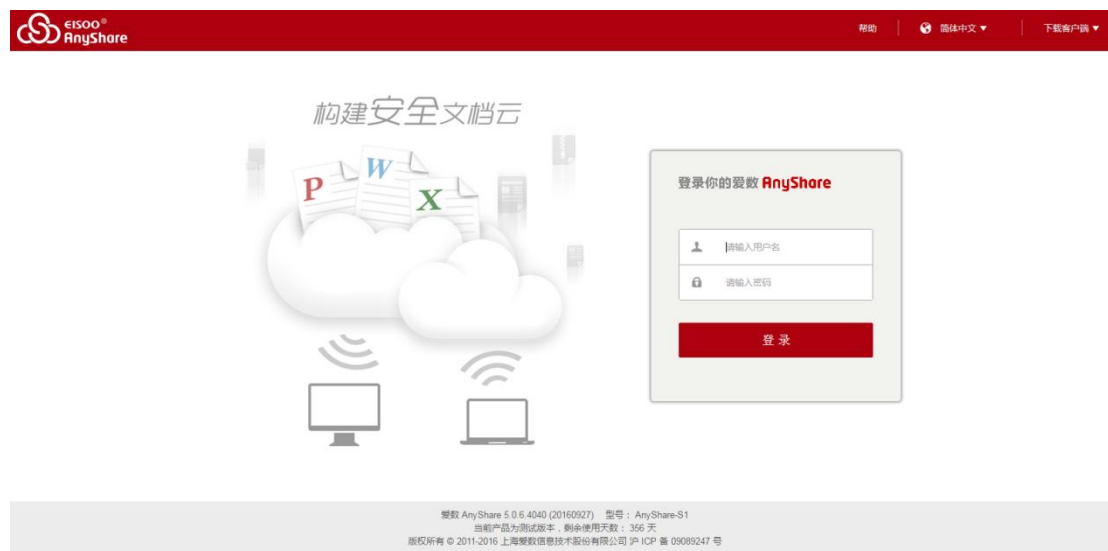 EISOO®
AnyShare
帮助
简体中文 ▼
下载客户端 ▼
构建安全文档云
P
W
X
登录你的爱数 AnyShare
请输入用户名
请输入密码
登 录
爱数 AnyShare 5.0.6.4040 (20160927) 型号： AnyShare-S1
当前产品为测试版本，剩余使用天数： 356 天
版权所有 © 2011-2016 上海爱数信息技术股份有限公司 沪 ICP 备 09089247 号